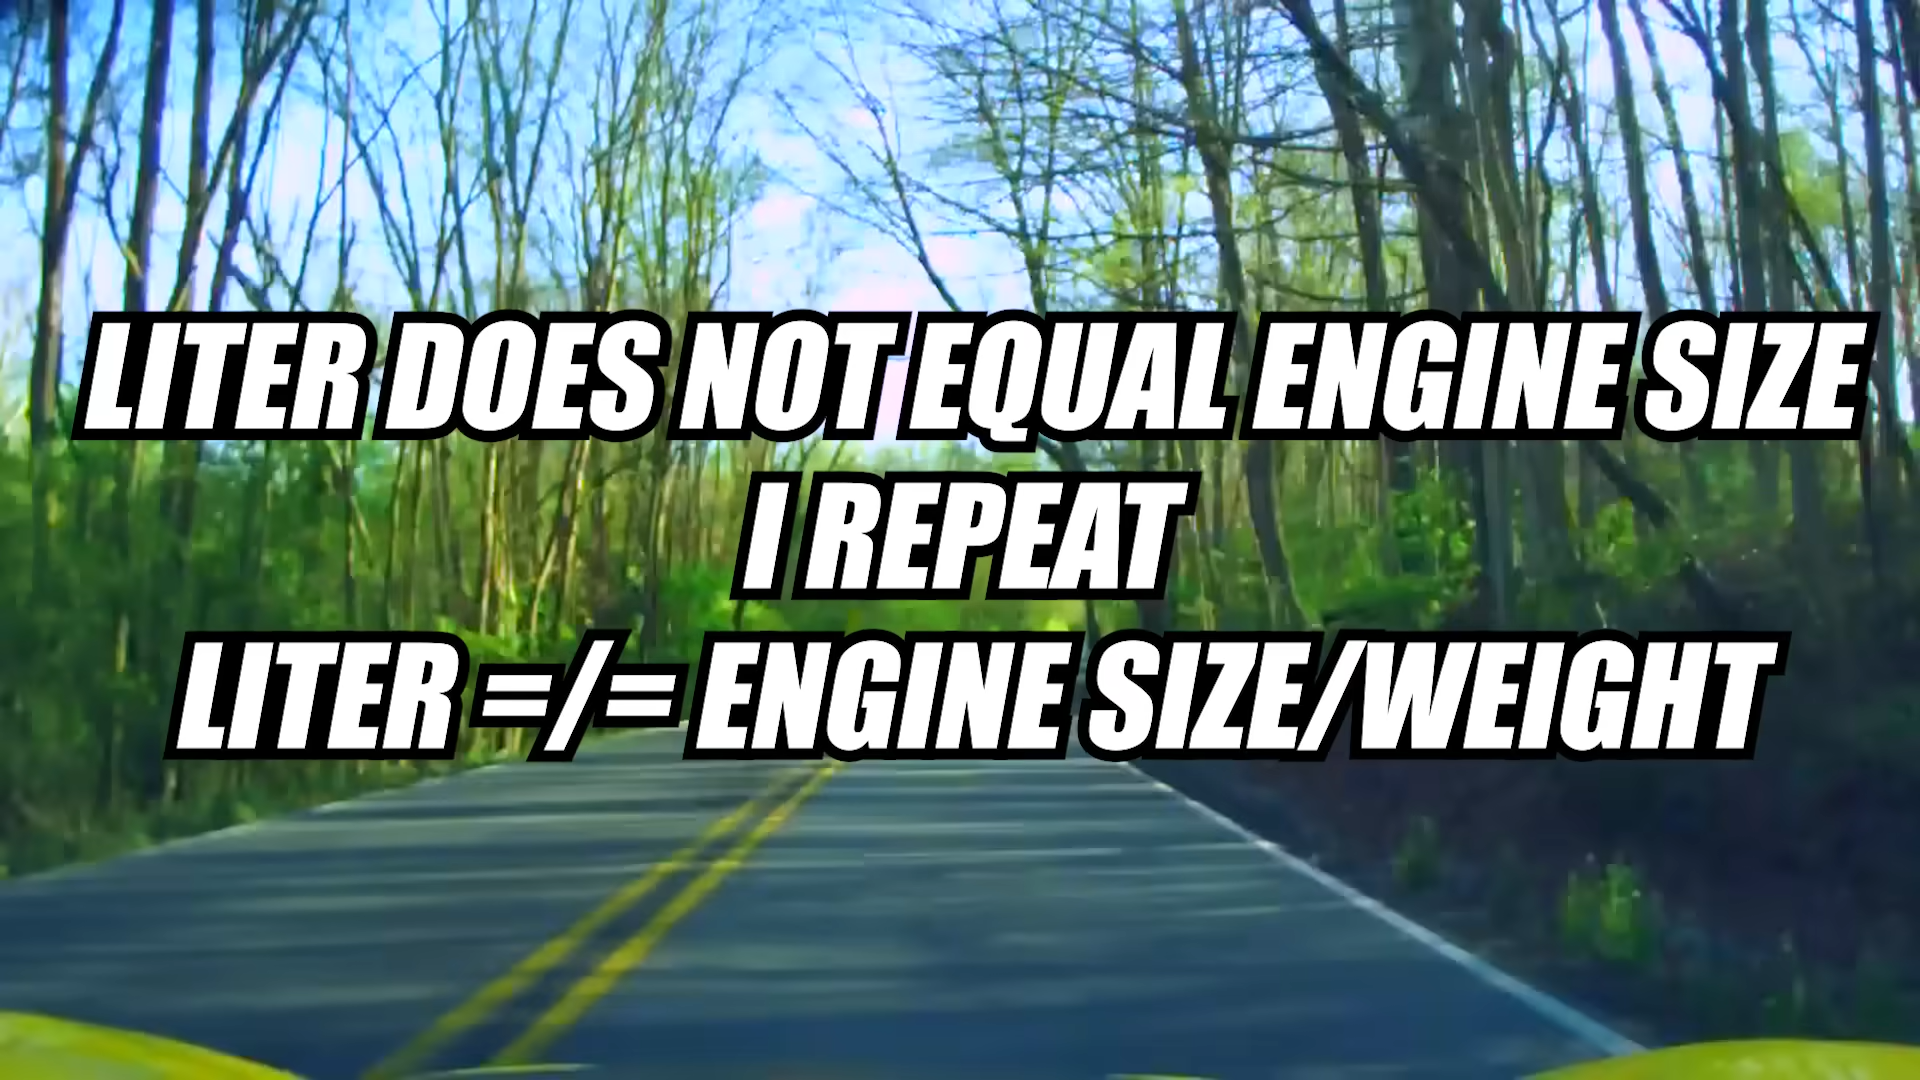 LITER DOES NOT EQUAL ENGINE SIZE
I REPEAT
LITER =/= ENGINE SIZE/WEIGHT